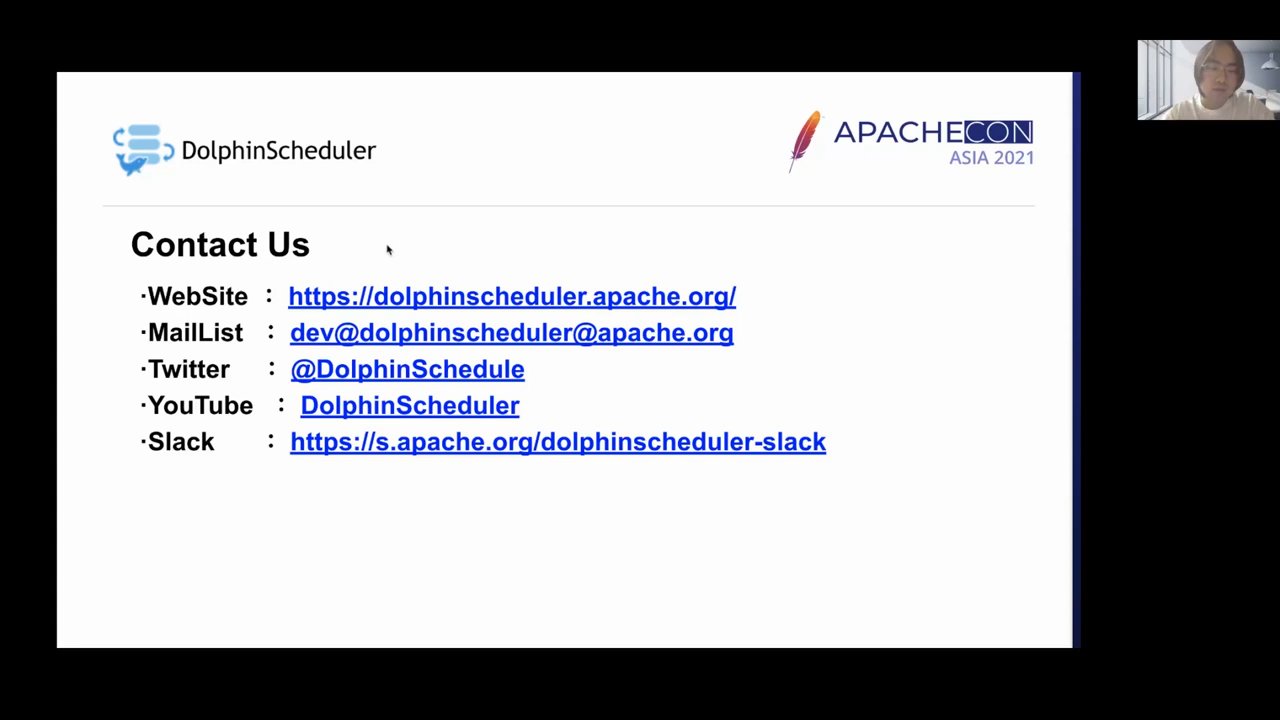 DolphinScheduler
APACHECON
ASIA 2021
Contact Us
·WebSite ： https://dolphinscheduler.apache.org/
·MailList ： dev@dolphinscheduler@apache.org
·Twitter ： @DolphinSchedule
·YouTube ： DolphinScheduler
·Slack ： https://s.apache.org/dolphinscheduler-slack